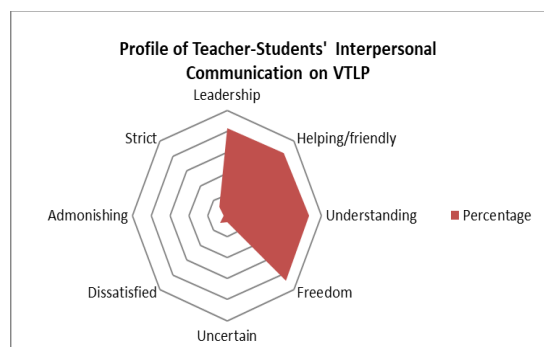 Profile of Teacher-Students' Interpersonal
Communication on VTLP
Leadership
Strict
Helping/friendly
Admonishing
Understanding
Percentage
Dissatisfied
Freedom
Uncertain